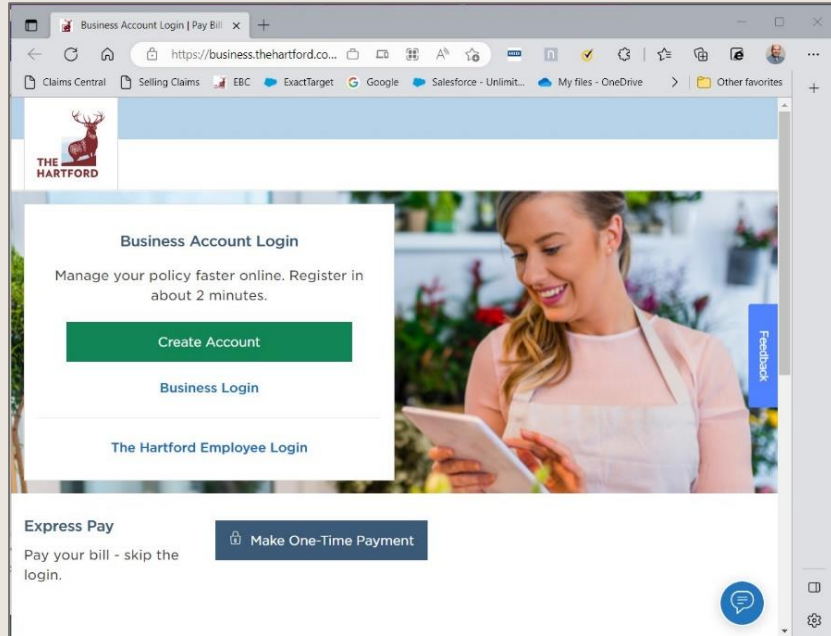 Business Account Login | Pay Bill
https://business.thehartford.co...
Claims Central
Selling Claims
EBC
ExactTarget
Google
Salesforce - Unlimit...
My files - OneDrive
Other favorites
THE
HARTFORD
Business Account Login
Manage your policy faster online. Register in
about 2 minutes.
Create Account
Business Login
The Hartford Employee Login
Feedback
Express Pay
Pay your bill - skip the
login.
Make One-Time Payment